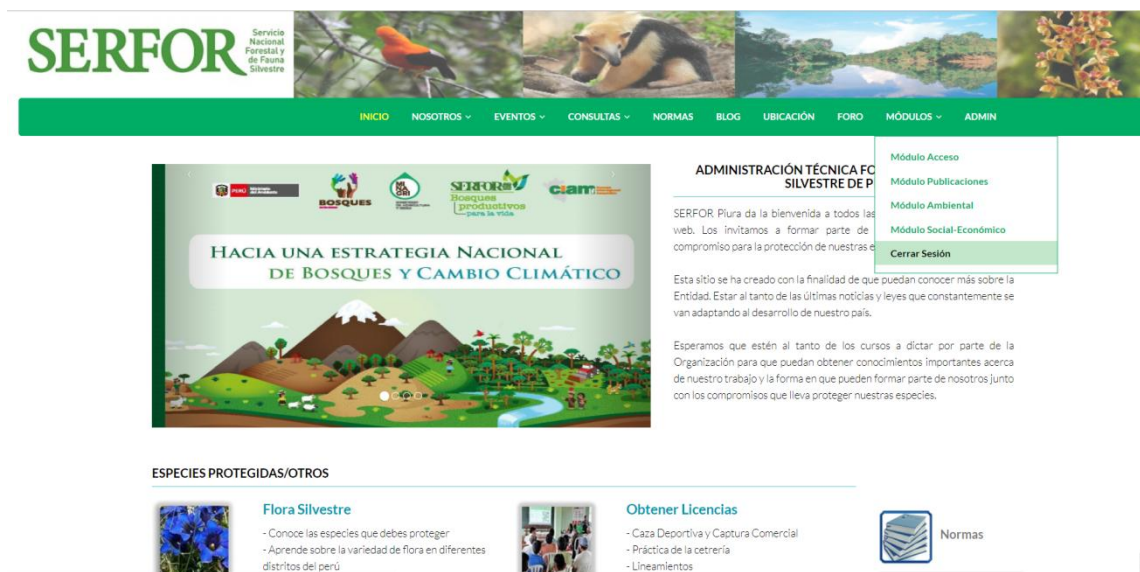 SERFOR
Servicio
Nacional
Forestal y
de Fauna
Silvestre
INICIO NOSOTROS EVENTOS CONSULTAS NORMAS BLOG UBICACIÓN FORO MÓDULOS ADMIN
Módulo Acceso
Módulo Publicaciones
Módulo Ambiental
Módulo Social-Económico
Cerrar Sesión
PERÚ
BOSQUES
MINAGRI
SERFOR
Bosques
productivos
para la vida
ciam
HACIA UNA ESTRATEGIA NACIONAL
DE BOSQUES Y CAMBIO CLIMÁTICO
ADMINISTRACIÓN TÉCNICA FO
SILVESTRE DE P
SERFOR Piura da la bienvenida a todos las
web. Los invitamos a formar parte de
compromiso para la protección de nuestras e
Esta sitio se ha creado con la finalidad de que puedan conocer más sobre la
Entidad. Estar al tanto de las últimas noticias y leyes que constantemente se
van adaptando al desarrollo de nuestro país.
Esperamos que estén al tanto de los cursos a dictar por parte de la
Organización para que puedan obtener conocimientos importantes acerca
de nuestro trabajo y la forma en que pueden formar parte de nosotros junto
con los compromisos que lleva proteger nuestras especies.
ESPECIES PROTEGIDAS/OTROS
Flora Silvestre
- Conoce las especies que debes proteger
- Aprende sobre la variedad de flora en diferentes
distritos del perú
Obtener Licencias
- Caza Deportiva y Captura Comercial
- Práctica de la cetrería
- Lineamientos
Normas